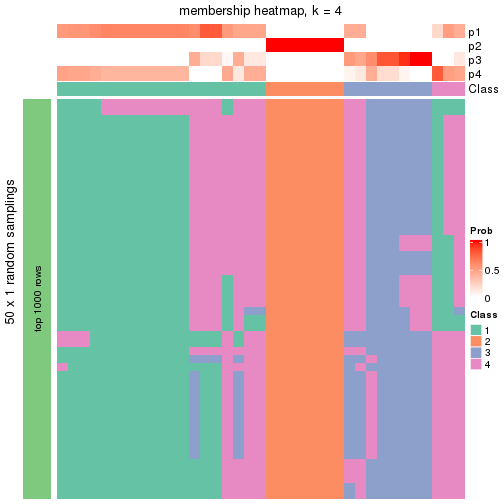 membership heatmap, k = 4
p1
p2
p3
p4
Class
50 x 1 random samplings
top 1000 rows
Prob
1
0.5
0
Class
1
2
3
4